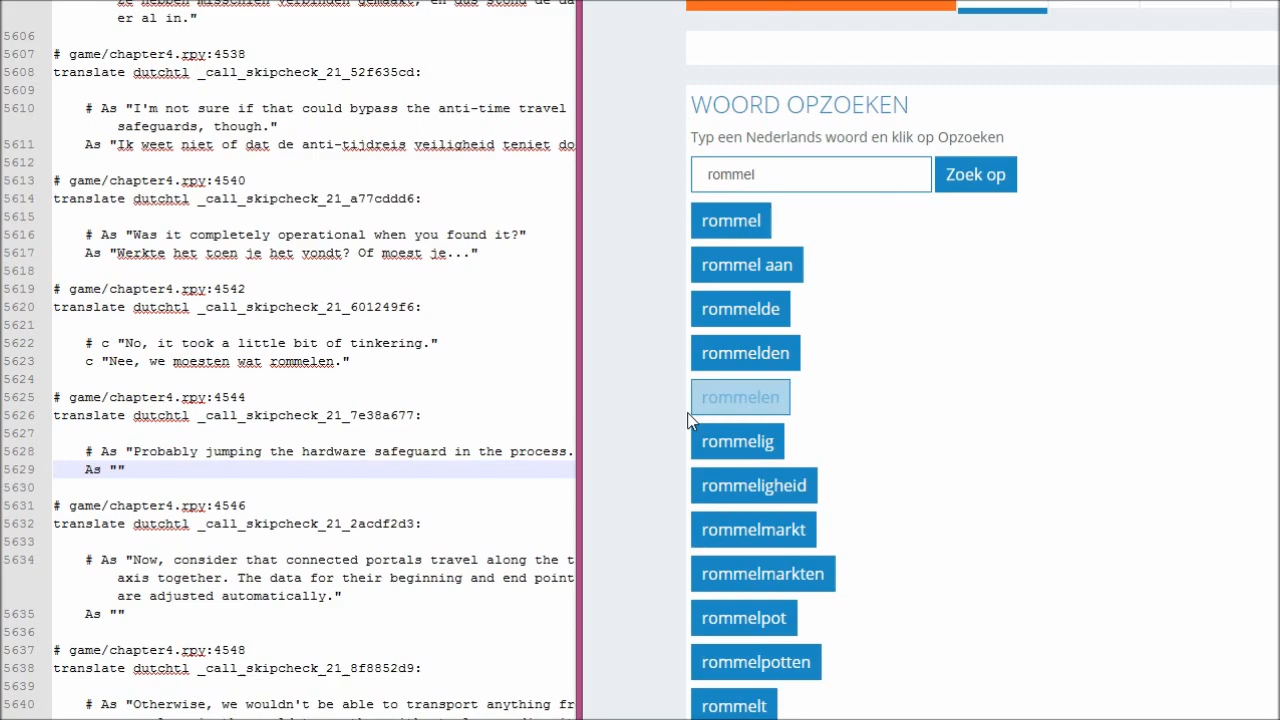 ze hebben misschien verbinden gemaakt, en dus stond de da
er al in."
5606
5607 # game/chapter4.rpy:4538
5608 translate dutchtl _call_skipcheck_21_52f635cd:
5609
5610 # As "I'm not sure if that could bypass the anti-time travel
safeguards, though."
5611 As "Ik weet niet of dat de anti-tijdreis veiligheid teniet do
5612
5613 # game/chapter4.rpy:4540
5614 translate dutchtl _call_skipcheck_21_a77cddd6:
5615
5616 # As "Was it completely operational when you found it?"
5617 As "Werkte het toen je het vondt? Of moest je..."
5618
5619 # game/chapter4.rpy:4542
5620 translate dutchtl _call_skipcheck_21_601249f6:
5621
5622 # c "No, it took a little bit of tinkering."
5623 c "Nee, we moesten wat rommelen."
5624
5625 # game/chapter4.rpy:4544
5626 translate dutchtl _call_skipcheck_21_7e38a677:
5627
5628 # As "Probably jumping the hardware safeguard in the process.
5629 As ""
5630
5631 # game/chapter4.rpy:4546
5632 translate dutchtl _call_skipcheck_21_2acdf2d3:
5633
5634 # As "Now, consider that connected portals travel along the t
axis together. The data for their beginning and end point
are adjusted automatically."
5635 As ""
5636
5637 # game/chapter4.rpy:4548
5638 translate dutchtl _call_skipcheck_21_8f8852d9:
5639
5640 # As "Otherwise, we wouldn't be able to transport anything fr
WOORD OPZOEKEN
Typ een Nederlands woord en klik op Opzoeken
rommel
Zoek op
rommel
rommel aan
rommelde
rommelden
rommelen
rommelig
rommeligheid
rommelmarkt
rommelmarkten
rommelpot
rommelpotten
rommelt